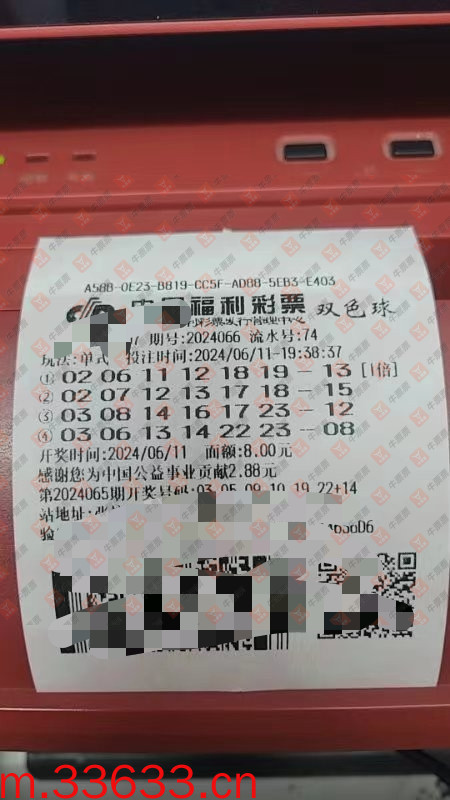 A58B-0E23-B819-CC5F-AD8B-5EB3-E403
福利彩票 双色球
期号:2024066 流水号:74
玩法:单式 投注时间:2024/06/11-19:38:37
① 02 06 11 12 18 19 - 13 [1倍]
② 02 07 12 13 17 18 - 15
③ 03 08 14 16 17 23 - 12
④ 03 06 13 14 22 23 - 08
开奖时间:2024/06/11 面额:8.00元
感谢您为中国公益事业贡献2.88元
第2024065期开奖号码:03 05 09 10 19 22+14
站地址:
验
m.33633.cn